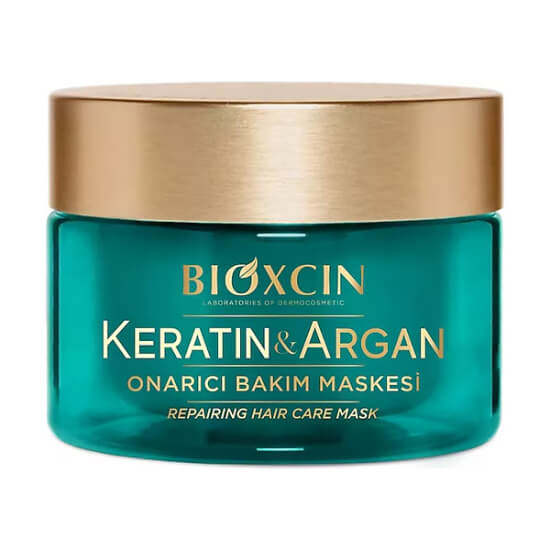 BIOXCIN
LABORATORIES OF DERMOCOSMETIC
KERATIN & ARGAN
ONARICI BAKIM MASKESİ
REPAIRING HAIR CARE MASK